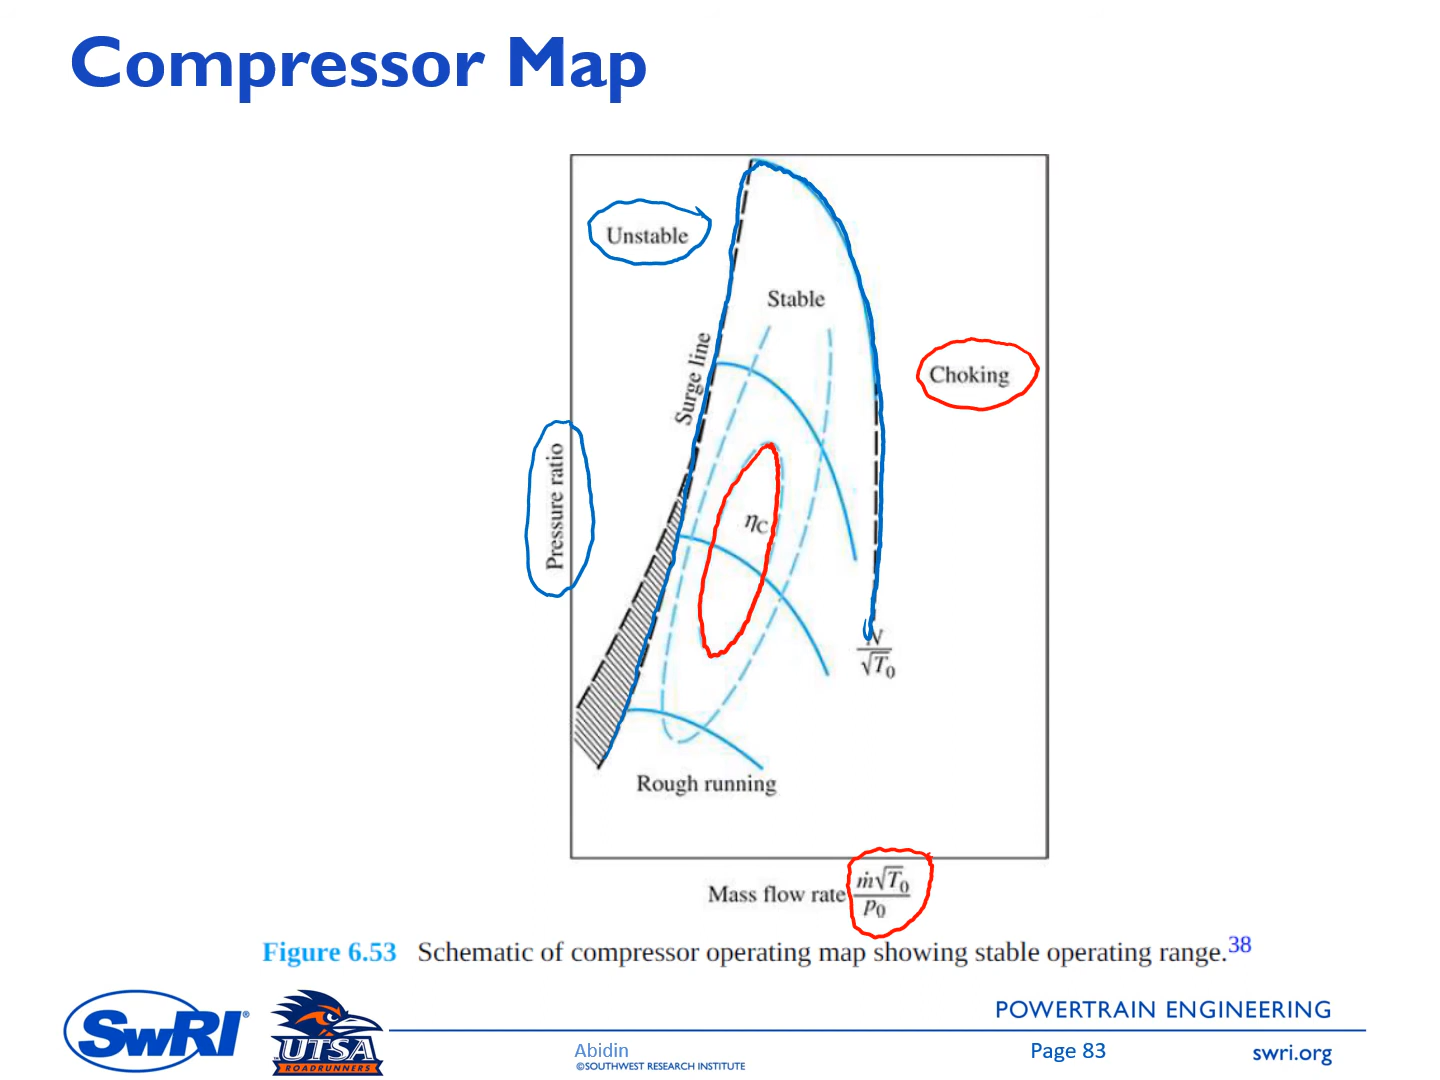 Compressor Map
Unstable
Stable
Surge line
Choking
Pressure ratio
ηC
N/√T0
Rough running
Mass flow rate ṁ√T0/p0
Figure 6.53 Schematic of compressor operating map showing stable operating range.38
POWERTRAIN ENGINEERING
SwRI®
UTSA
ROADRUNNERS
Abidin
©SOUTHWEST RESEARCH INSTITUTE
Page 83
swri.org